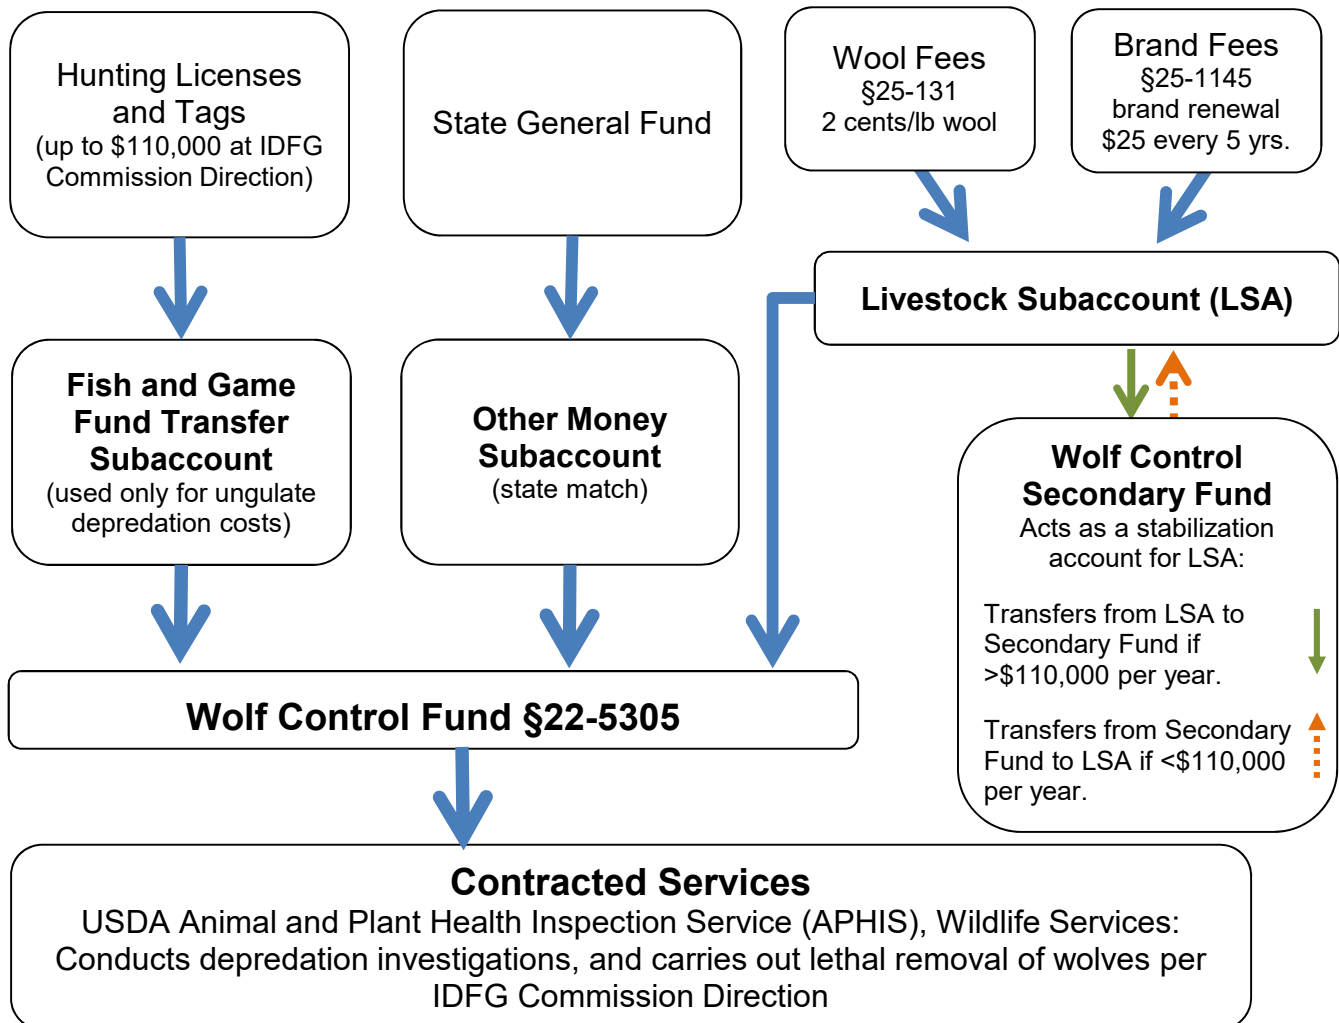 Hunting Licenses
and Tags
(up to $110,000 at IDFG
Commission Direction)
State General Fund
Wool Fees
§25-131
2 cents/lb wool
Brand Fees
§25-1145
brand renewal
$25 every 5 yrs.
Livestock Subaccount (LSA)
Fish and Game
Fund Transfer
Subaccount
(used only for ungulate
depredation costs)
Other Money
Subaccount
(state match)
Wolf Control
Secondary Fund
Acts as a stabilization
account for LSA:
Transfers from LSA to
Secondary Fund if
>$110,000 per year.
Transfers from Secondary
Fund to LSA if <$110,000
per year.
Wolf Control Fund §22-5305
Contracted Services
USDA Animal and Plant Health Inspection Service (APHIS), Wildlife Services:
Conducts depredation investigations, and carries out lethal removal of wolves per
IDFG Commission Direction